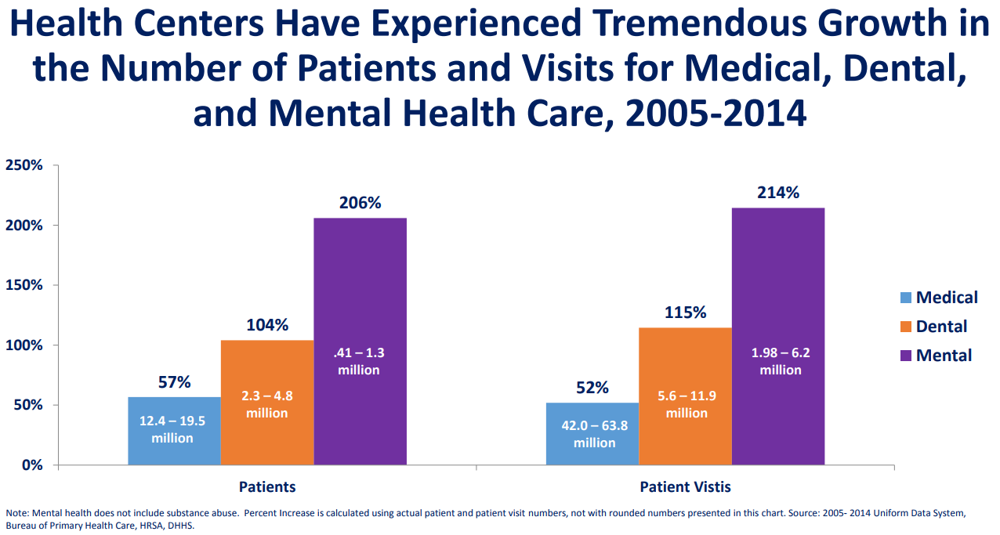 Health Centers Have Experienced Tremendous Growth in
the Number of Patients and Visits for Medical, Dental,
and Mental Health Care, 2005-2014
250%
200%
150%
100%
50%
0%
57%
12.4 – 19.5
million
104%
2.3 – 4.8
million
206%
.41 – 1.3
million
52%
42.0 – 63.8
million
115%
5.6 – 11.9
million
214%
1.98 – 6.2
million
Patients
Patient Vistis
Medical
Dental
Mental
Note: Mental health does not include substance abuse.  Percent Increase is calculated using actual patient and patient visit numbers, not with rounded numbers presented in this chart. Source: 2005- 2014 Uniform Data System,
Bureau of Primary Health Care, HRSA, DHHS.